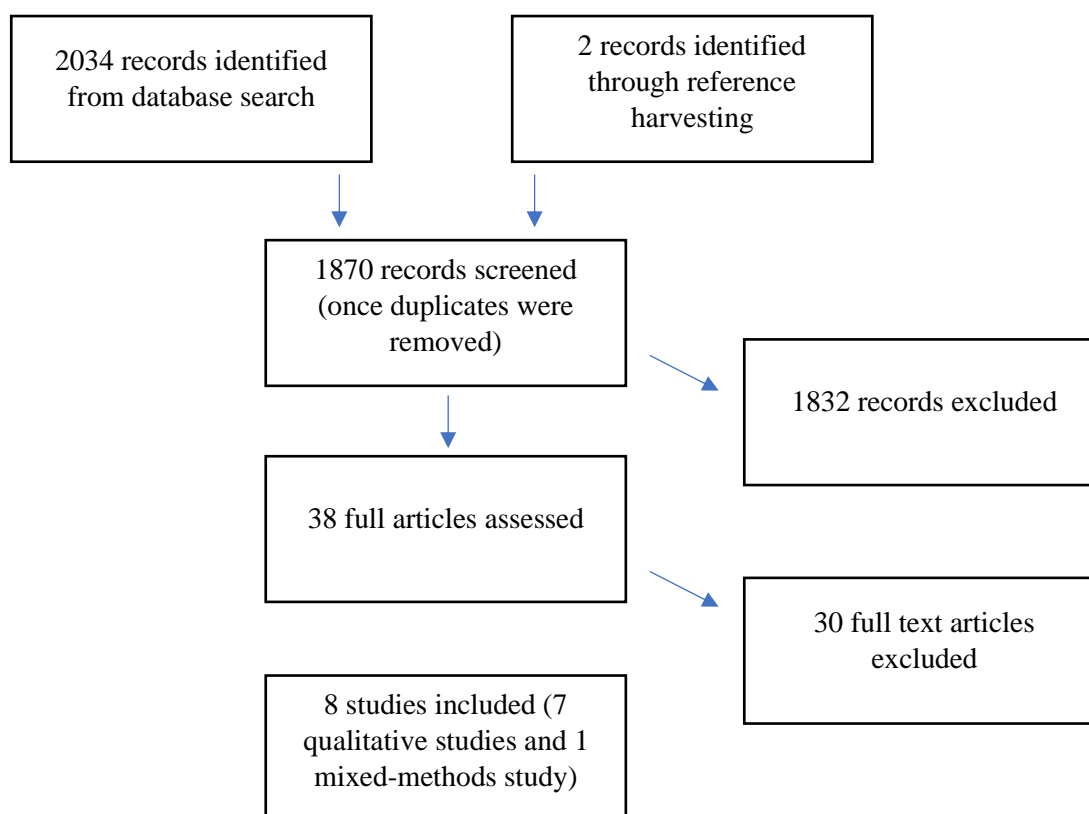 2034 records identified
from database search
2 records identified
through reference
harvesting
1870 records screened
(once duplicates were
removed)
1832 records excluded
38 full articles assessed
30 full text articles
excluded
8 studies included (7
qualitative studies and 1
mixed-methods study)